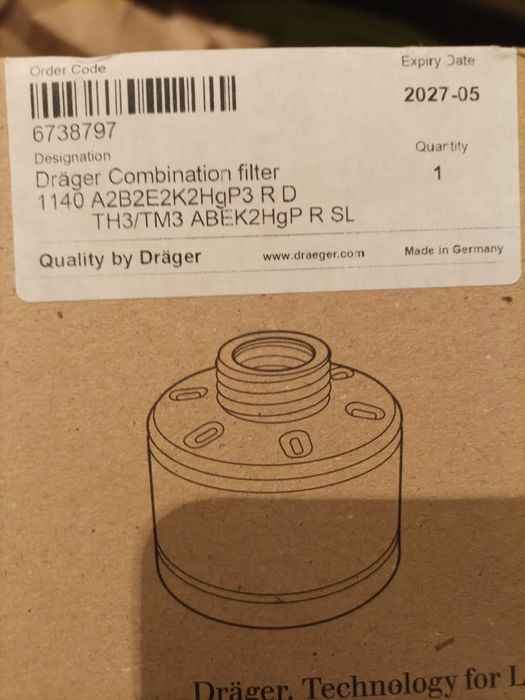 Order Code
Expiry Date
2027-05
6738797
Quantity
1
Designation
Dräger Combination filter
1140 A2B2E2K2HgP3 R D
TH3/TM3 ABEK2HgP R SL
Quality by Dräger
www.draeger.com
Made in Germany
Dräger. Technology for L